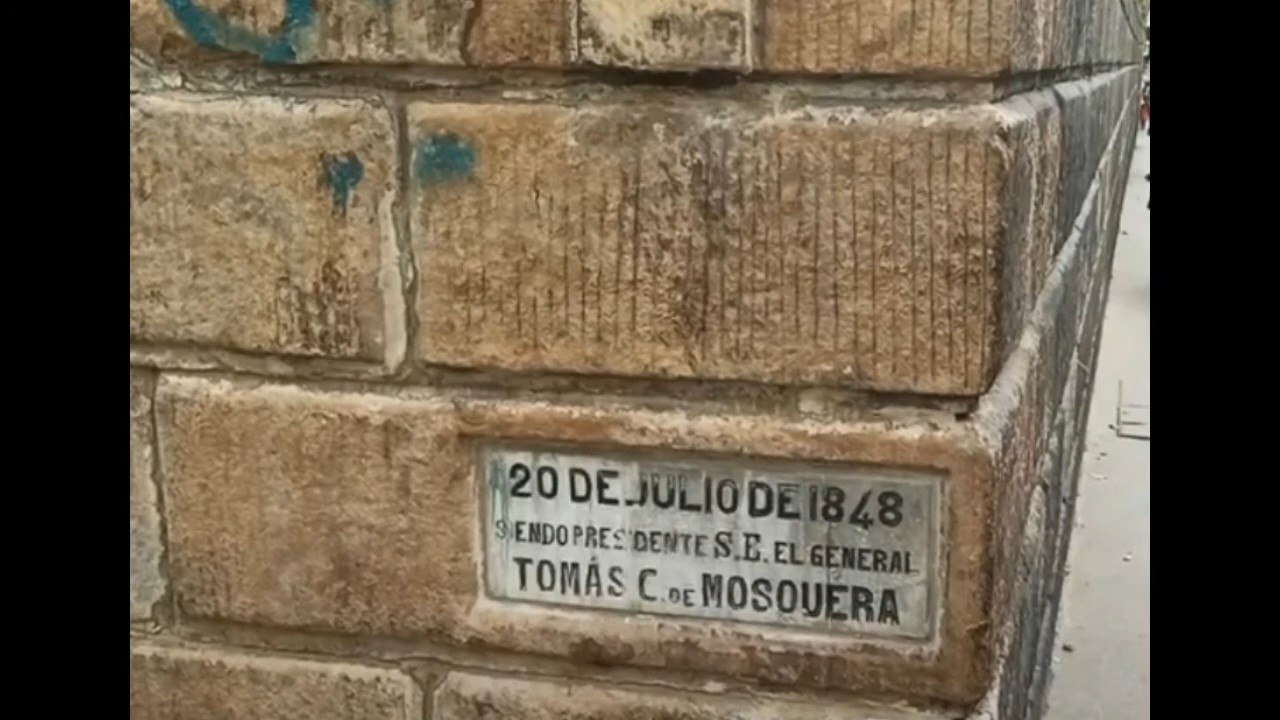 20 DE JULIO DE 1848
SIENDO PRESIDENTE S.E. EL GENERAL
TOMÁS C. DE MOSQUERA